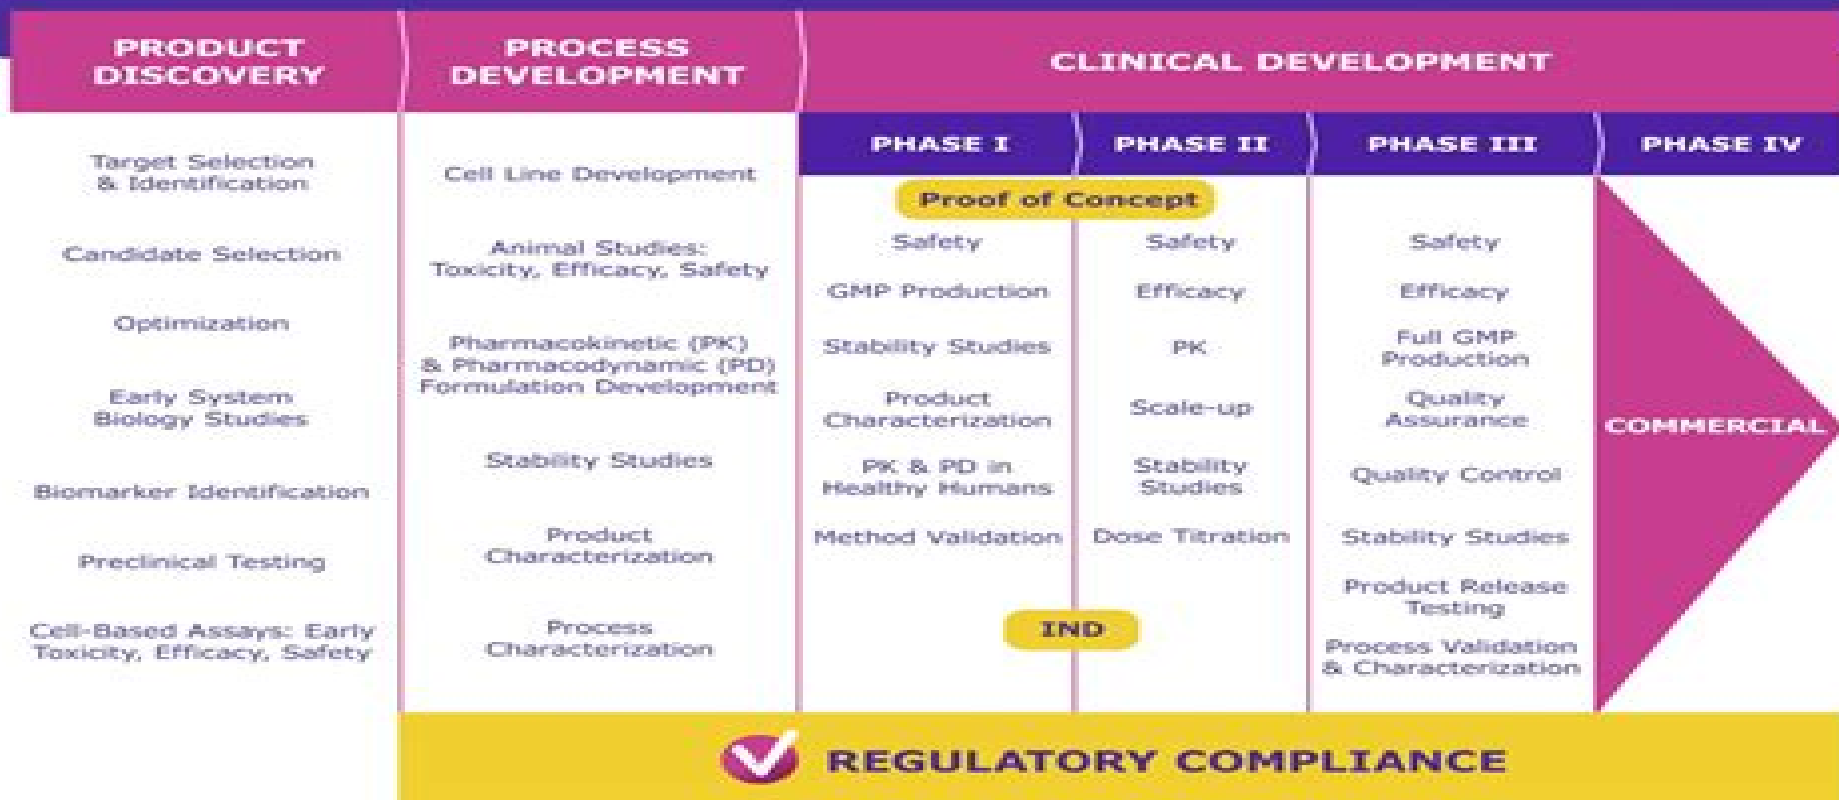 PRODUCT
DISCOVERY
PROCESS
DEVELOPMENT
CLINICAL DEVELOPMENT
PHASE I
PHASE II
PHASE III
PHASE IV
Target Selection
& Identification
Candidate Selection
Optimization
Early System
Biology Studies
Biomarker Identification
Preclinical Testing
Cell-Based Assays: Early
Toxicity, Efficacy, Safety
Cell Line Development
Animal Studies:
Toxicity, Efficacy, Safety
Pharmacokinetic (PK)
& Pharmacodynamic (PD)
Formulation Development
Stability Studies
Product
Characterization
Process
Characterization
Proof of Concept
Safety
GMP Production
Stability Studies
Product
Characterization
PK & PD in
Healthy Humans
Method Validation
IND
Safety
Efficacy
PK
Scale-up
Stability
Studies
Dose Titration
Safety
Efficacy
Full GMP
Production
Quality
Assurance
Quality Control
Stability Studies
Product Release
Testing
Process Validation
& Characterization
COMMERCIAL
REGULATORY COMPLIANCE